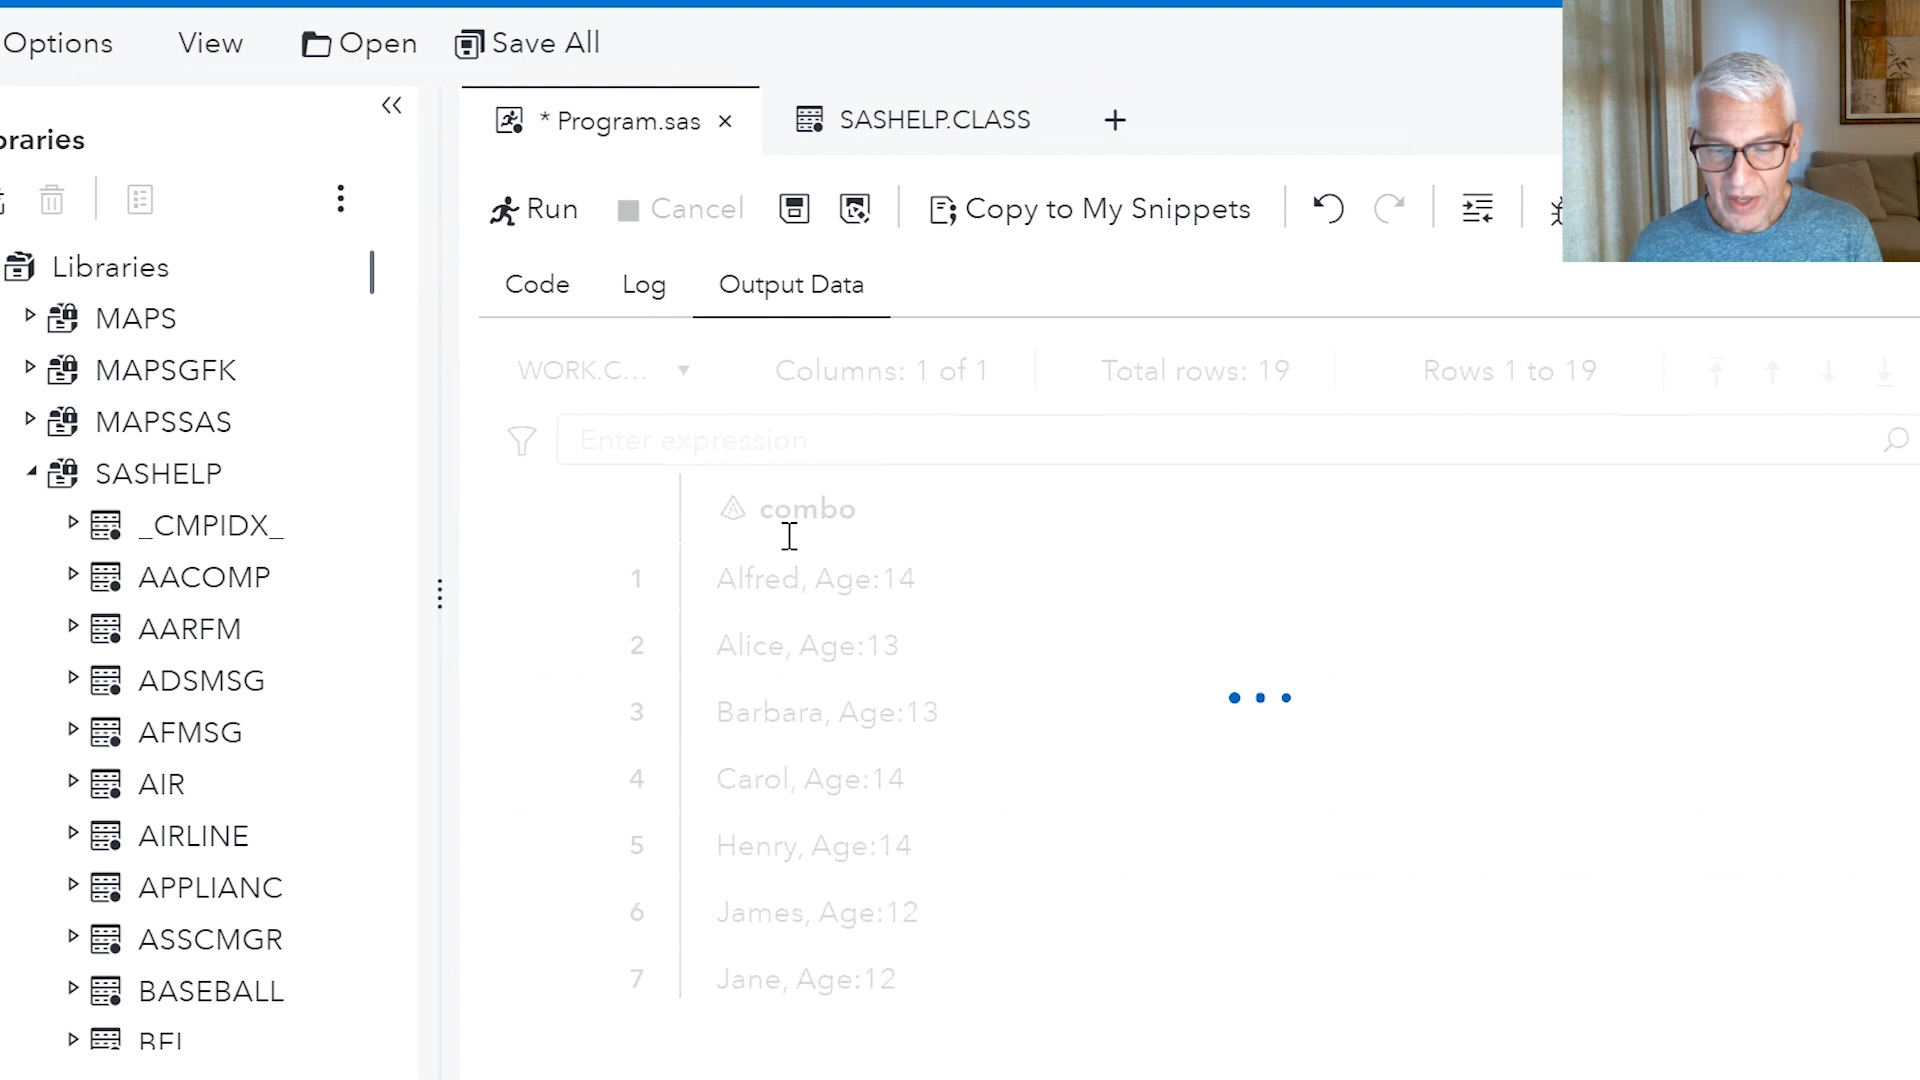 Options View Open Save All
braries
* Program.sas × SASHELP.CLASS +
Run Cancel Copy to My Snippets
Code Log Output Data
Libraries
MAPS
MAPSGFK
MAPSSAS
SASHELP
_CMPIDX_
AACOMP
AARFM
ADSMSG
AFMSG
AIR
AIRLINE
APPLIANC
ASSCMGR
BASEBALL
WORK.C... Columns: 1 of 1 Total rows: 19 Rows 1 to 19
Enter expression
combo
1 Alfred, Age:14
2 Alice, Age:13
3 Barbara, Age:13
4 Carol, Age:14
5 Henry, Age:14
6 James, Age:12
7 Jane, Age:12